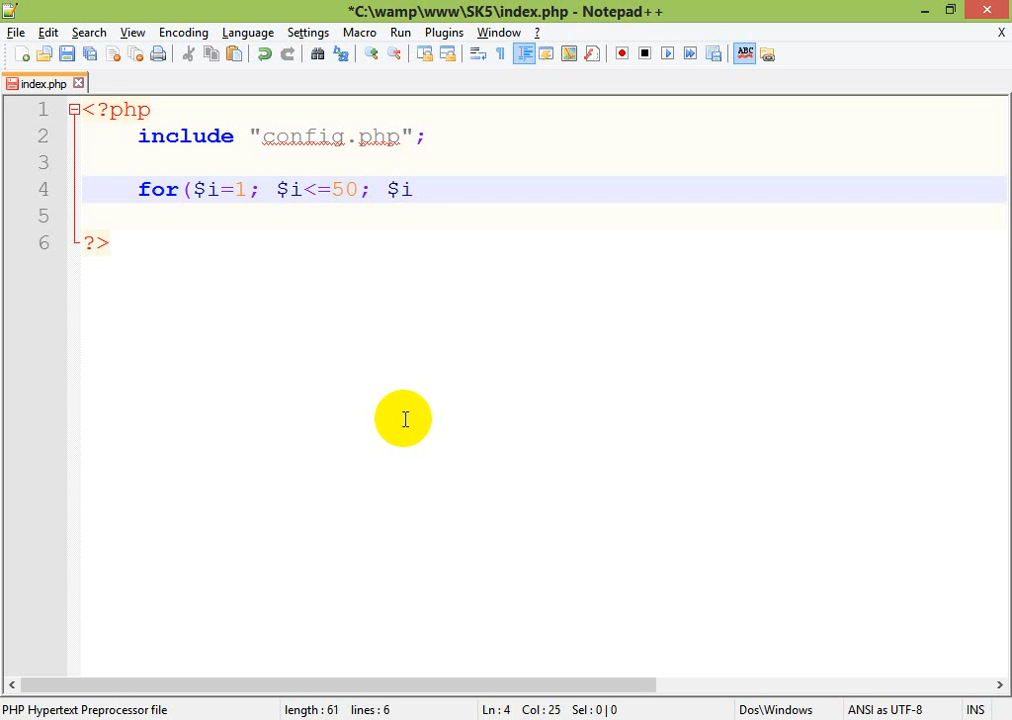 *C:\wamp\www\SK5\index.php - Notepad++
File Edit Search View Encoding Language Settings Macro Run Plugins Window ? X
ABC
index.php
1 <?php
2 include "config.php";
3
4 for($i=1; $i<=50; $i
5
6 ?>
PHP Hypertext Preprocessor file length : 61 lines : 6 Ln : 4 Col : 25 Sel : 0 | 0 Dos\Windows ANSI as UTF-8 INS